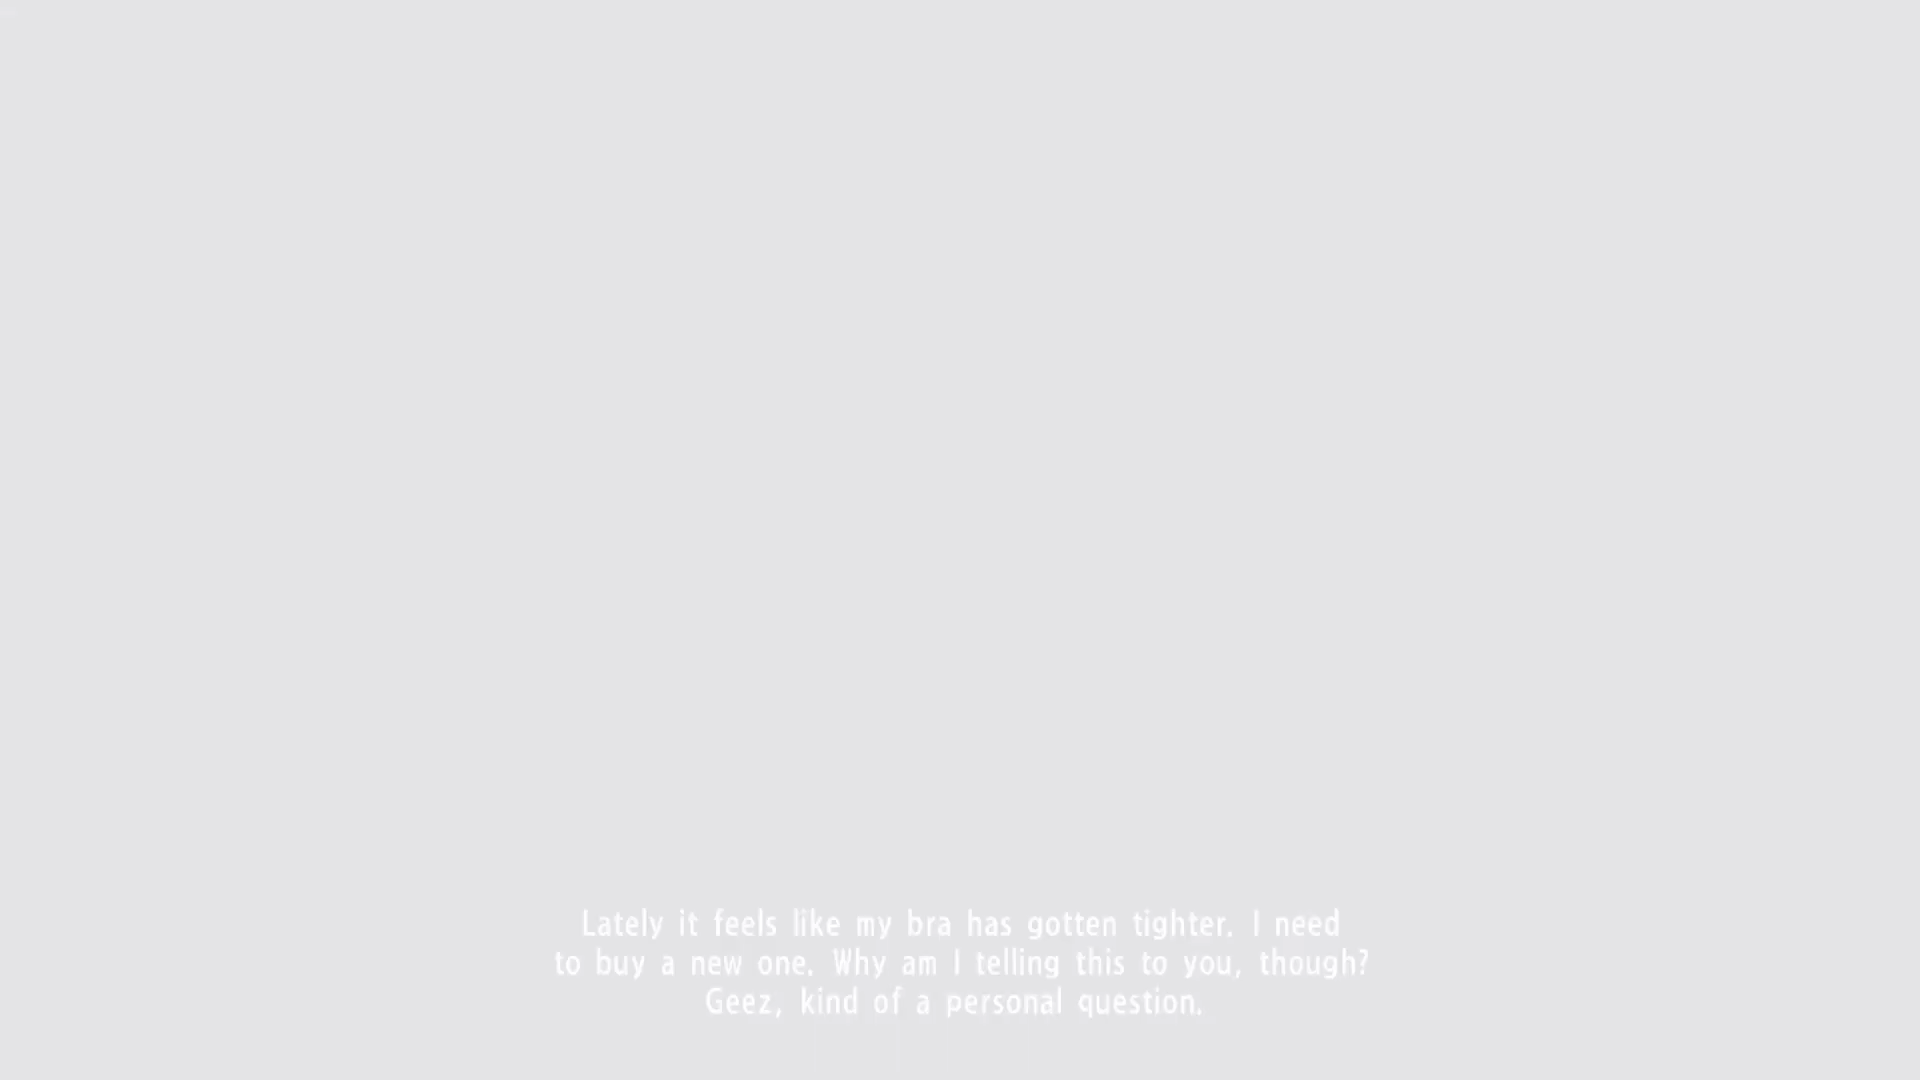 Lately it feels like my bra has gotten tighter. I need
to buy a new one. Why am I telling this to you, though?
Geez, kind of a personal question.